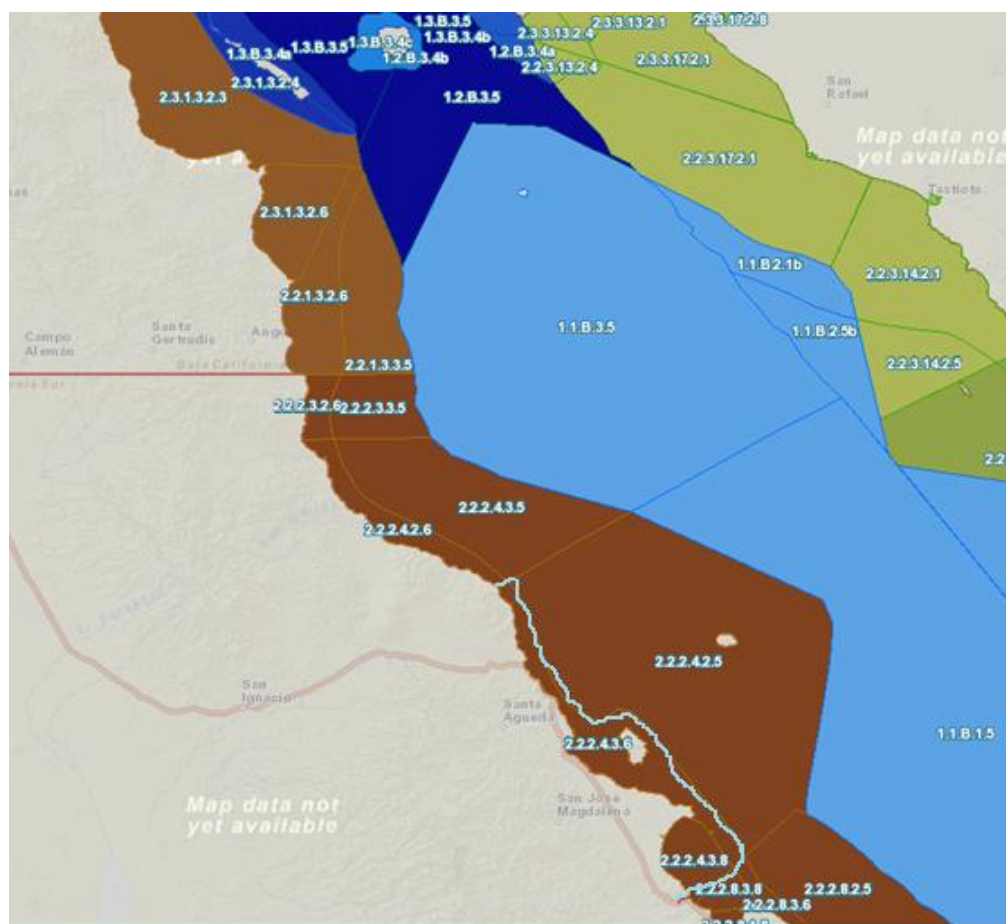 1.3.B.3.5
2.3.3.13.2.1
2.3.3.17.2.8
1.3.B.3.5
1.3.B.3.4c
1.3.B.3.4b
2.3.3.13.2.4
1.3.B.3.4a
1.2.B.3.4b
1.2.B.3.4a
2.3.3.17.2.1
2.2.3.13.2.4
2.3.1.3.2.4
San
Rafael
2.3.1.3.2.3
1.2.B.3.5
Map data not
yet available
2.2.3.17.2.1
Tastiota
2.3.1.3.2.6
1.1.B.2.1b
2.2.3.14.2.1
2.2.1.3.2.6
Santa
Gertrudis
1.1.B.3.5
1.1.B.2.5b
Campo
Alemán
2.2.1.3.3.5
Baja California
2.2.3.14.2.5
2.2.2.3.2.6
2.2.2.3.3.5
2.2.2.4.3.5
2.2.2.4.2.6
2.2.2.4.2.5
San
Ignacio
Santa
Agueda
1.1.B.1.5
2.2.2.4.3.6
Map data not
yet available
San Jose
Magdalena
2.2.2.4.3.8
2.2.2.8.3.8
2.2.2.8.2.5
2.2.2.8.3.6